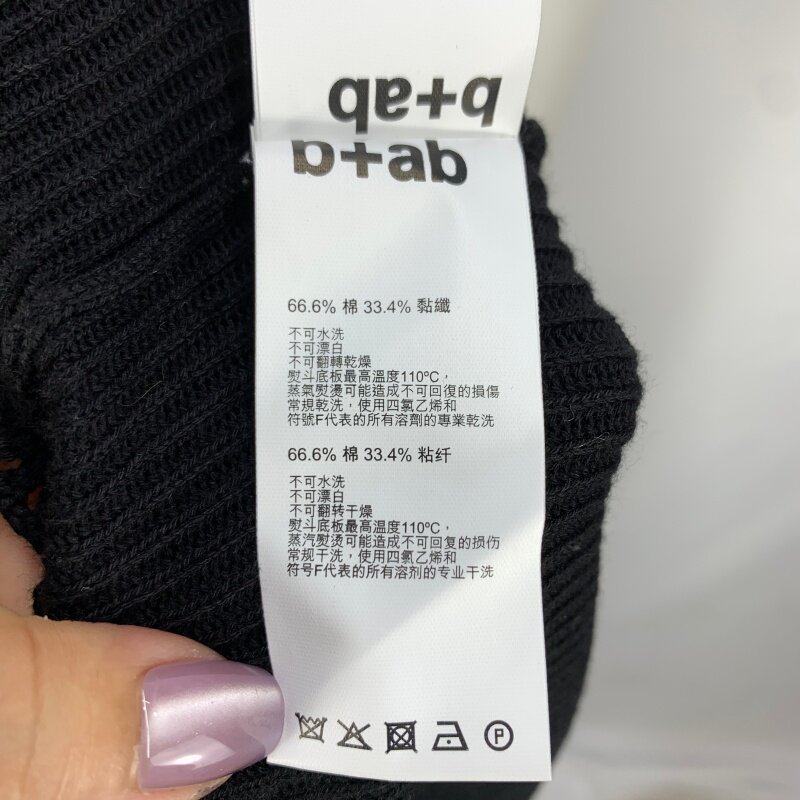 b+ab
b+ab
66.6% 棉 33.4% 黏纖
不可水洗
不可漂白
不可翻轉乾燥
熨斗底板最高溫度110ºC，
蒸氣熨燙可能造成不可回復的損傷
常規乾洗，使用四氯乙烯和
符號F代表的所有溶劑的專業乾洗
66.6% 棉 33.4% 粘纤
不可水洗
不可漂白
不可翻转干燥
熨斗底板最高温度110ºC，
蒸汽熨烫可能造成不可回复的损伤
常规干洗，使用四氯乙烯和
符号F代表的所有溶剂的专业干洗
P